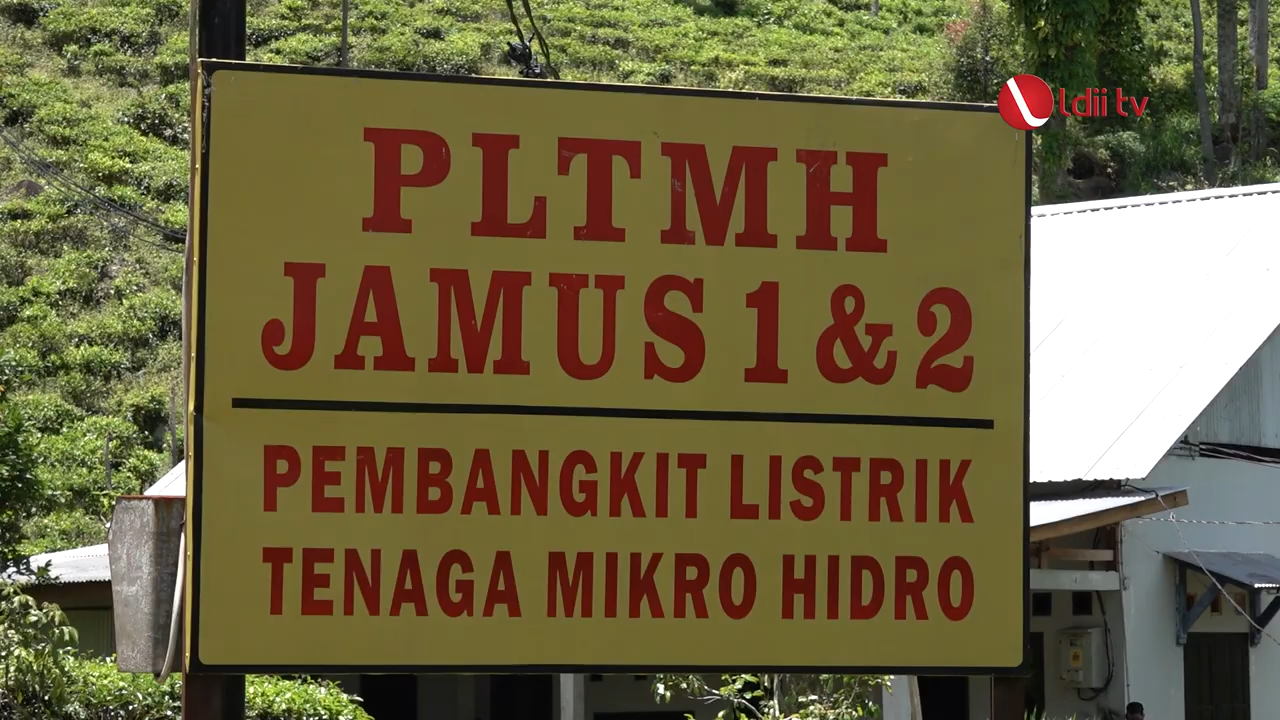 ldii tv
PLTMH
JAMUS 1 & 2
PEMBANGKIT LISTRIK
TENAGA MIKRO HIDRO